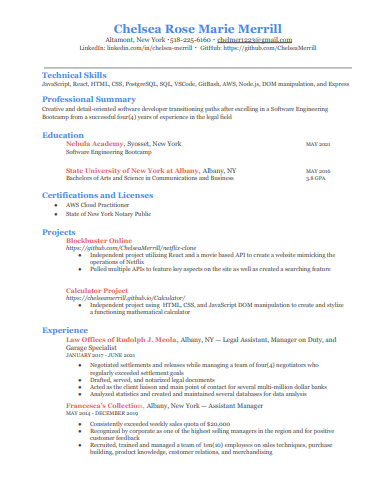 Chelsea Rose Marie Merrill
Altamont, New York • 518-225-6160 • chelmer1223@gmail.com
LinkedIn: linkedin.com/in/chelsea-merrill • GitHub: https://github.com/ChelseaMerrill
Technical Skills
JavaScript, React, HTML, CSS, PostgreSQL, SQL, VSCode, GitBash, AWS, Node.js, DOM manipulation, and Express
Professional Summary
Creative and detail-oriented software developer transitioning paths after excelling in a Software Engineering
Bootcamp from a successful four(4) years of experience in the legal field
Education
Nebula Academy, Syosset, New York MAY 2021
Software Engineering Bootcamp
State University of New York at Albany, Albany, NY MAY 2016
Bachelors of Arts and Science in Communications and Business 3.8 GPA
Certifications and Licenses
● AWS Cloud Practitioner
● State of New York Notary Public
Projects
Blockbuster Online
https://github.com/ChelseaMerrill/netflix-clone
● Independent project utilizing React and a movie based API to create a website mimicking the
operations of Netflix
● Pulled multiple APIs to feature key aspects on the site as well as created a searching feature
Calculator Project
https://chelseamerrill.github.io/Calculator/
● Independent project using HTML, CSS, and JavaScript DOM manipulation to create and stylize
a functioning mathematical calculator
Experience
Law Offices of Rudolph J. Meola, Albany, NY — Legal Assistant, Manager on Duty, and
Garage Specialist
JANUARY 2017 - JUNE 2021
● Negotiated settlements and releases while managing a team of four(4) negotiators who
regularly exceeded settlement goals
● Drafted, served, and notarized legal documents
● Acted as the client liaison and main point of contact for several multi-million dollar banks
● Analyzed statistics and created and maintained several databases for data analysis
Francesca's Collection, Albany, New York — Assistant Manager
MAY 2014 - DECEMBER 2019
● Consistently exceeded weekly sales quota of $20,000
● Recognized by corporate as one of the highest selling managers in the region and for positive
customer feedback
● Recruited, trained and managed a team of ten(10) employees on sales techniques, purchase
building, product knowledge, customer relations, and merchandising